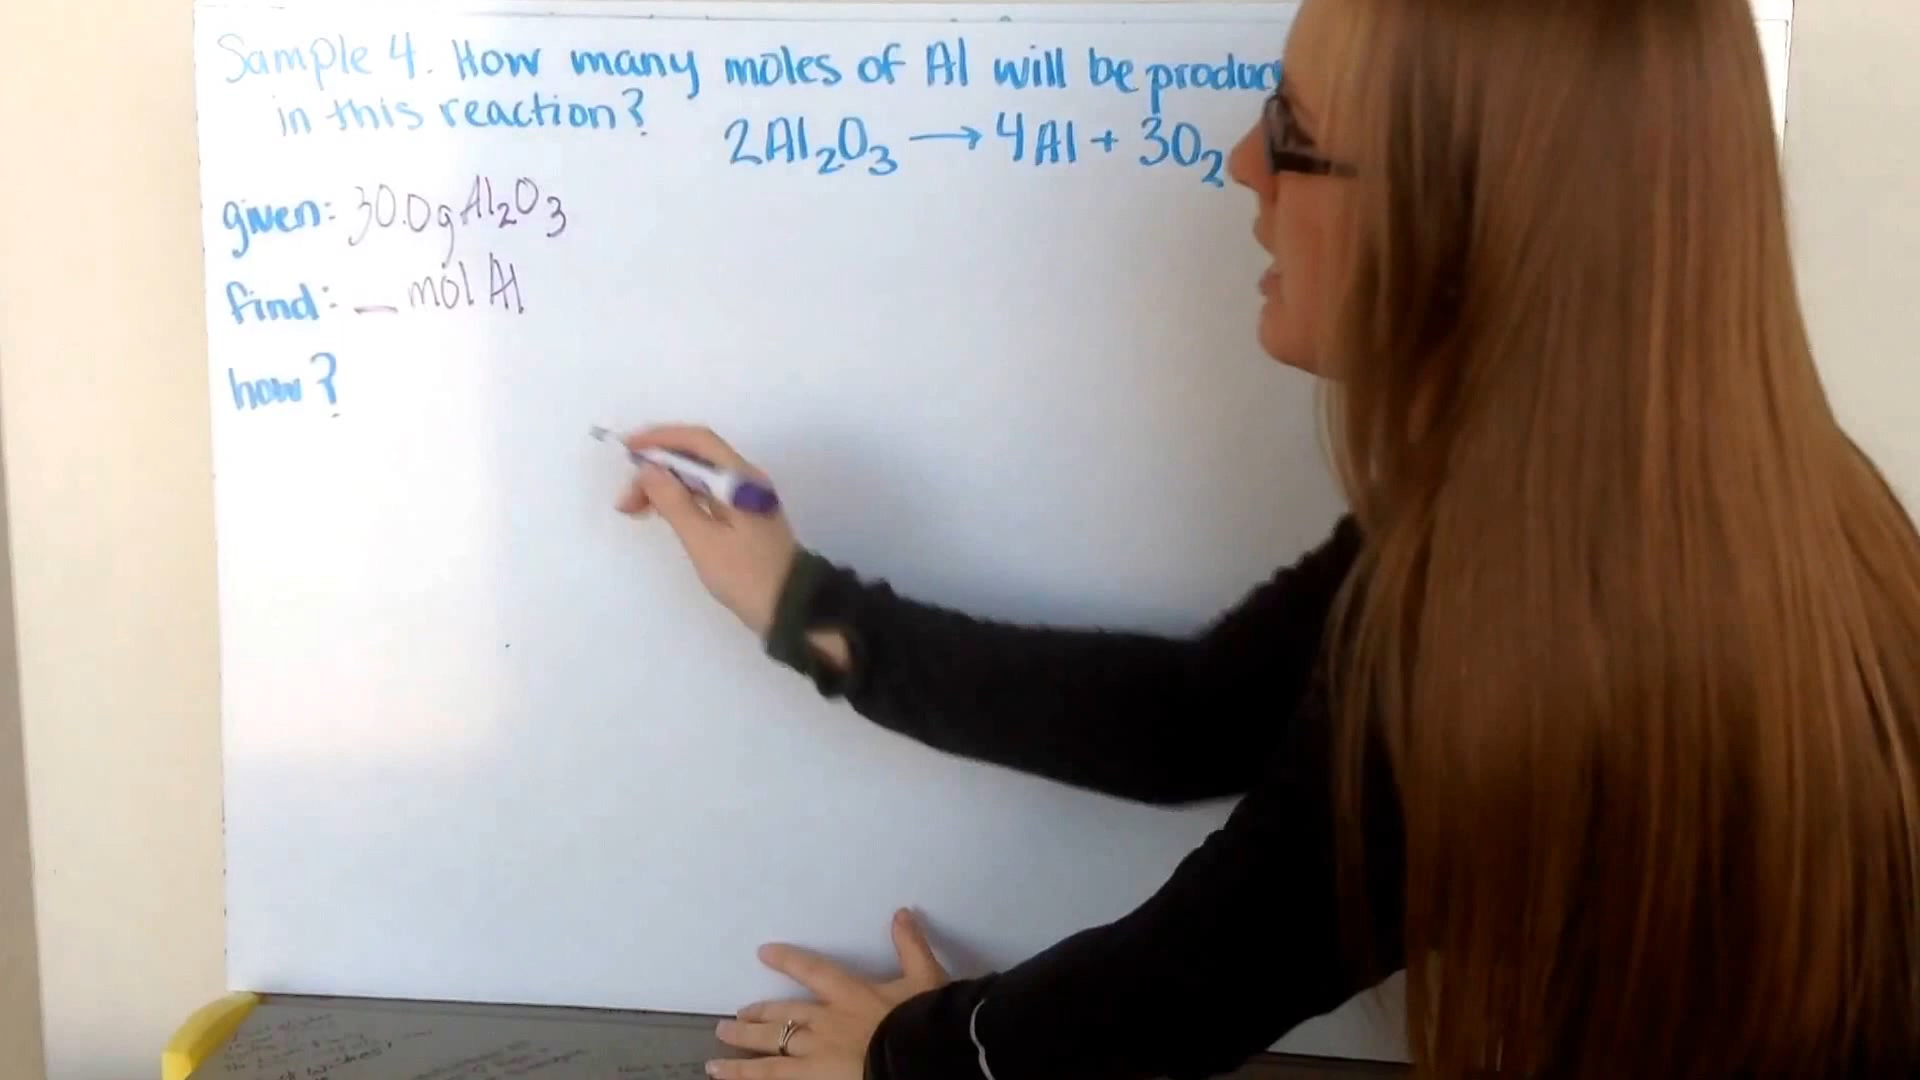 Sample 4. How many moles of Al will be produc
in this reaction?
2Al₂O₃ → 4Al + 3O₂
given: 30.0g Al₂O₃
find: _ mol Al
how?